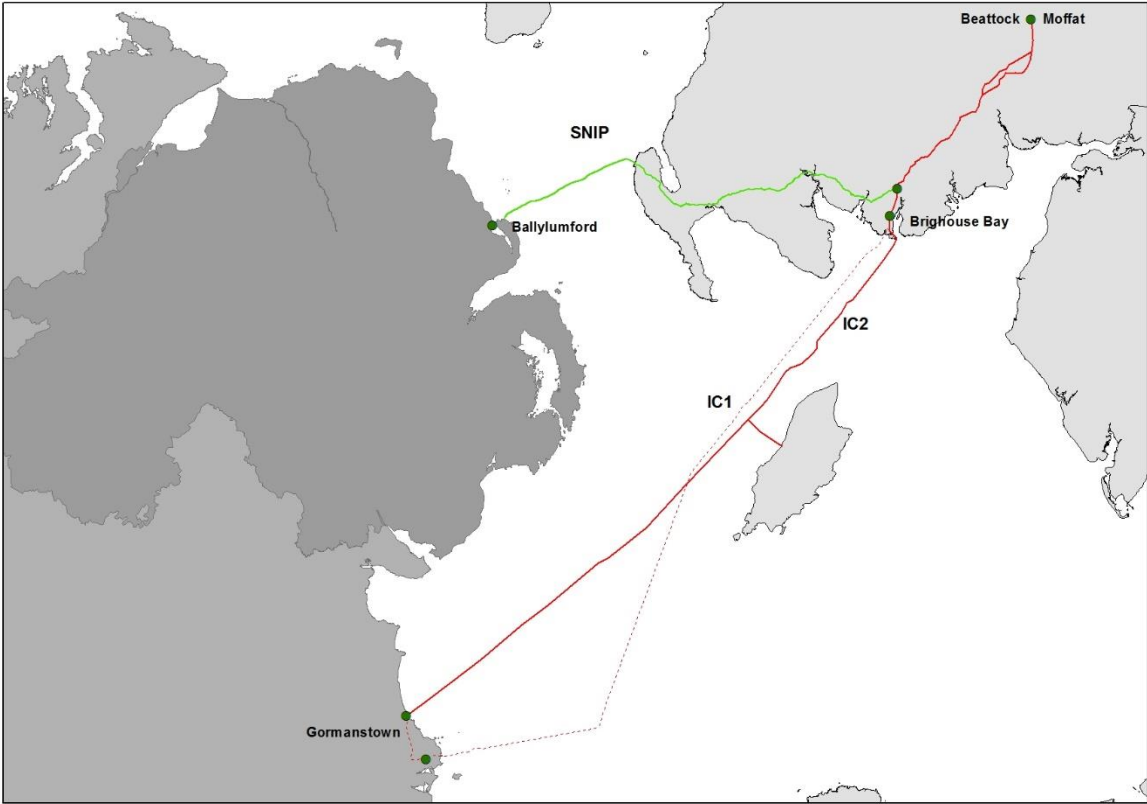 Beattock
Moffat
SNIP
Ballylumford
Brighouse Bay
IC2
IC1
Gormanstown